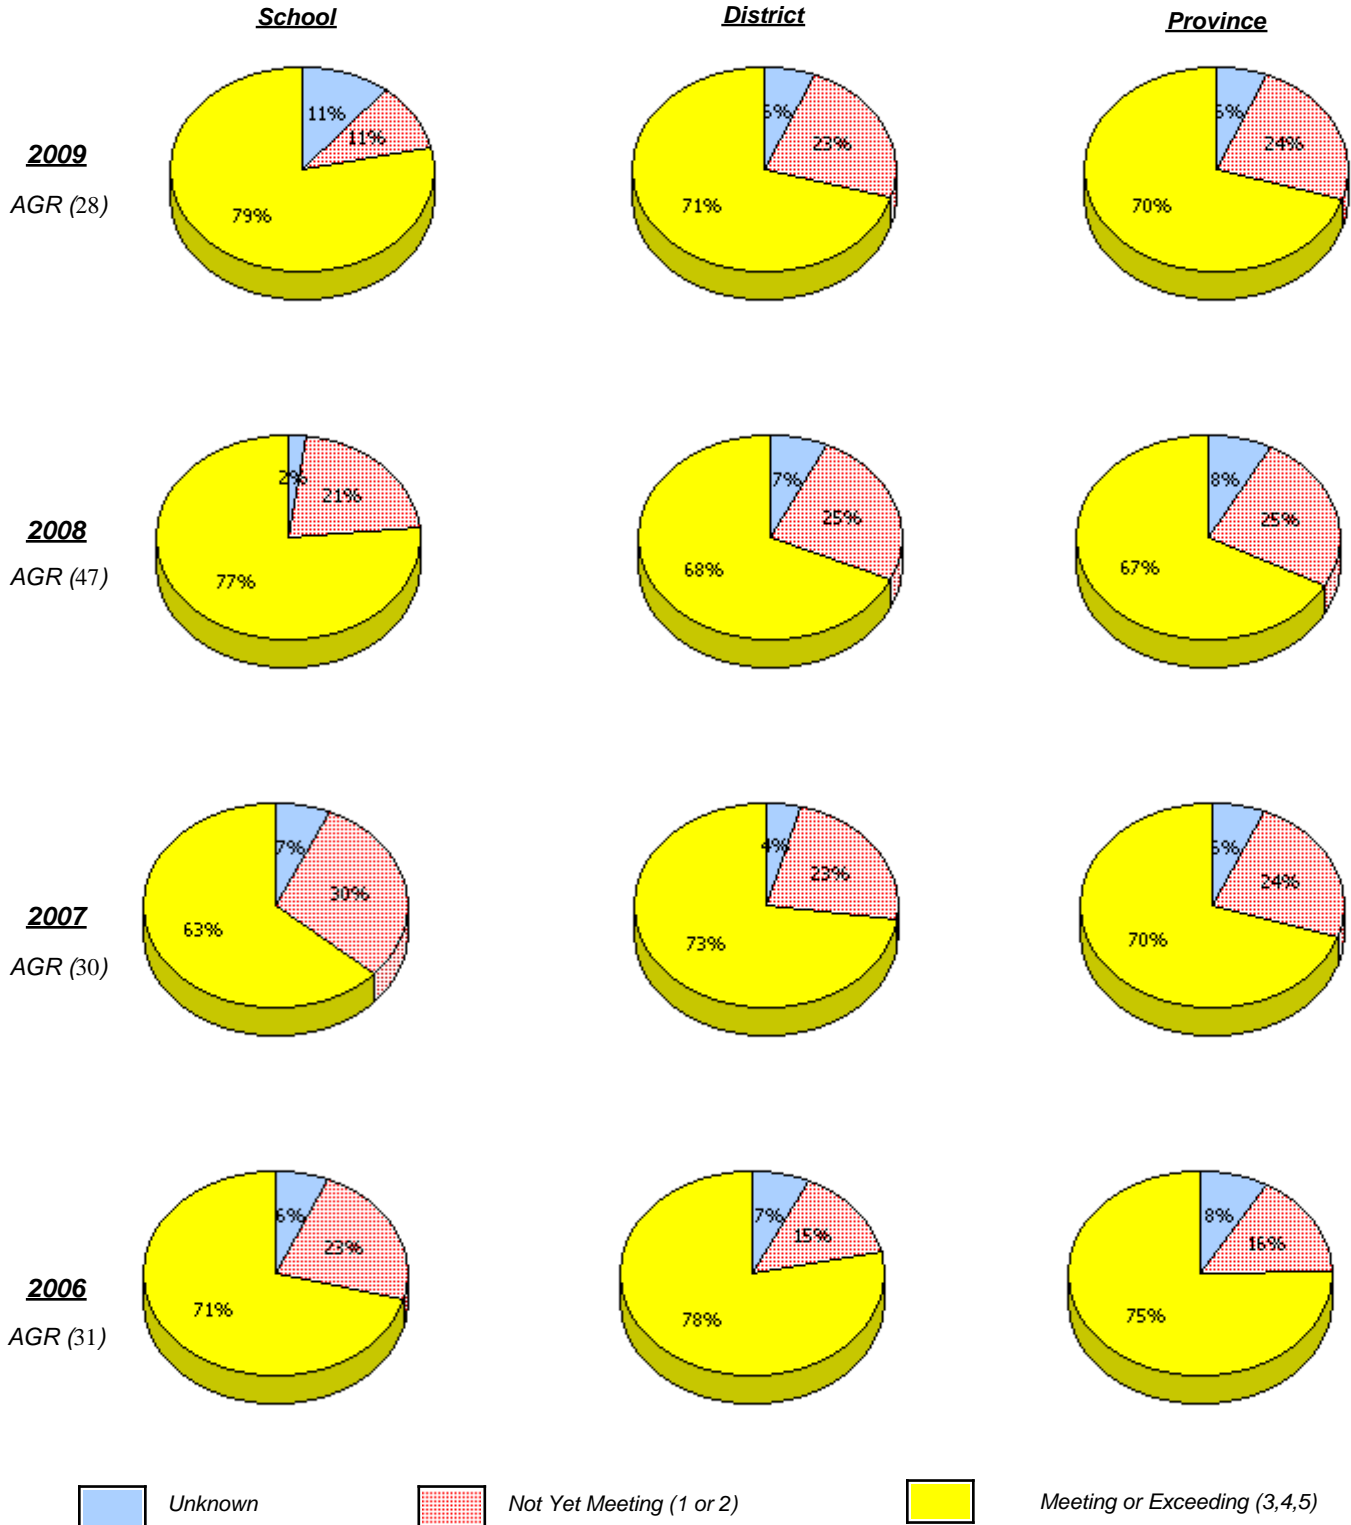 School District Province
11% 23% 24%
11%
2009
AGR (28)
79% 71% 70%
2% 7% 8%
21% 25% 25%
2008
AGR (47)
77% 68% 67%
7% 4%
30% 23% 24%
2007
AGR (30)
63% 73% 70%
6% 7% 8%
23% 15% 16%
2006
AGR (31)
71% 78% 75%
Unknown Not Yet Meeting (1 or 2) Meeting or Exceeding (3,4,5)